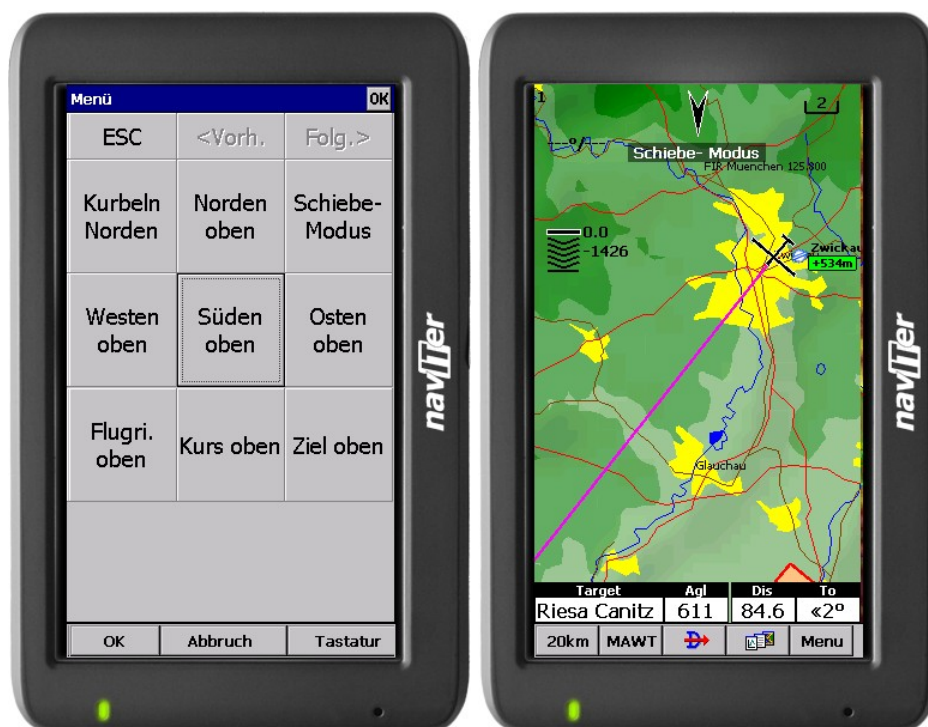 Menü OK
ESC <Vorh. Folg.>
Kurbeln Norden
Norden oben
Schiebe-Modus
Westen oben
Süden oben
Osten oben
Flugri. oben
Kurs oben
Ziel oben
OK Abbruch Tastatur
naviter
-1
2
---°/---
Schiebe- Modus
FIR Muenchen 125.800
0.0
-1426
Zwickau
+534m
Glauchau
Target Agl Dis To
Riesa Canitz 611 84.6 «2°
20km MAWT Menu
naviter